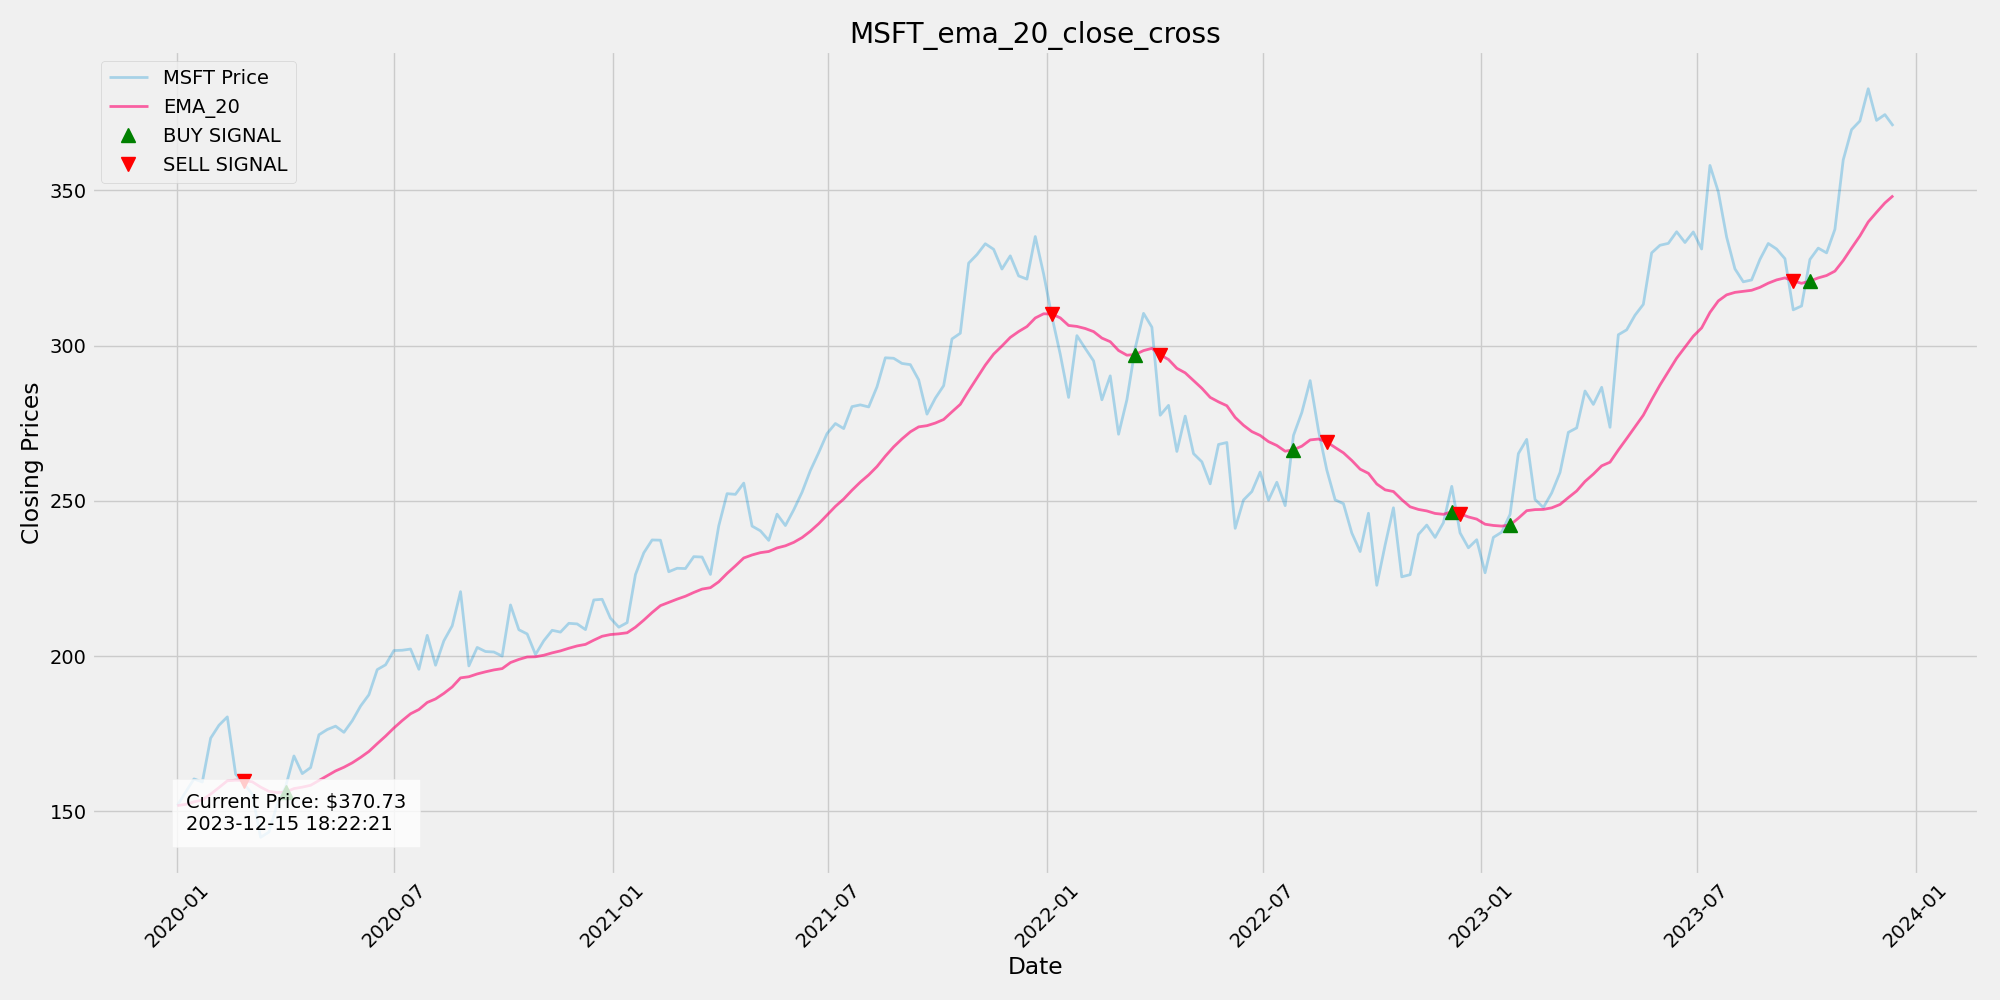 MSFT_ema_20_close_cross
MSFT Price
EMA_20
BUY SIGNAL
SELL SIGNAL
Closing Prices
350
300
250
200
150
Current Price: $370.73
2023-12-15 18:22:21
2020-01
2020-07
2021-01
2021-07
2022-01
2022-07
2023-01
2023-07
2024-01
Date